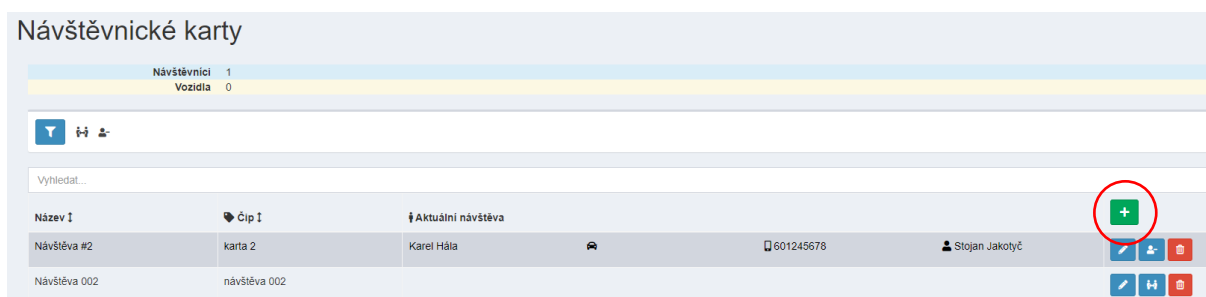 Návštěvnické karty
Návštěvníci 1
Vozidla 0
Vyhledat...
Název Čip Aktuální návštěva
Návštěva #2 karta 2 Karel Hála 601245678 Stojan Jakotyč
Návštěva 002 návštěva 002